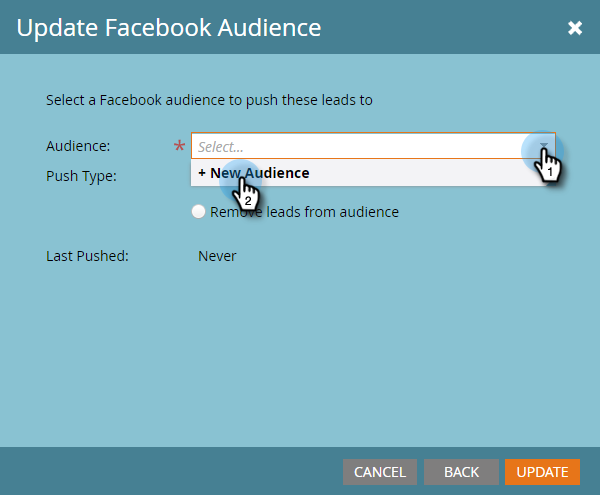 Update Facebook Audience
Select a Facebook audience to push these leads to
Audience: * Select...
1
Push Type: + New Audience
2
Remove leads from audience
Last Pushed: Never
CANCEL BACK UPDATE